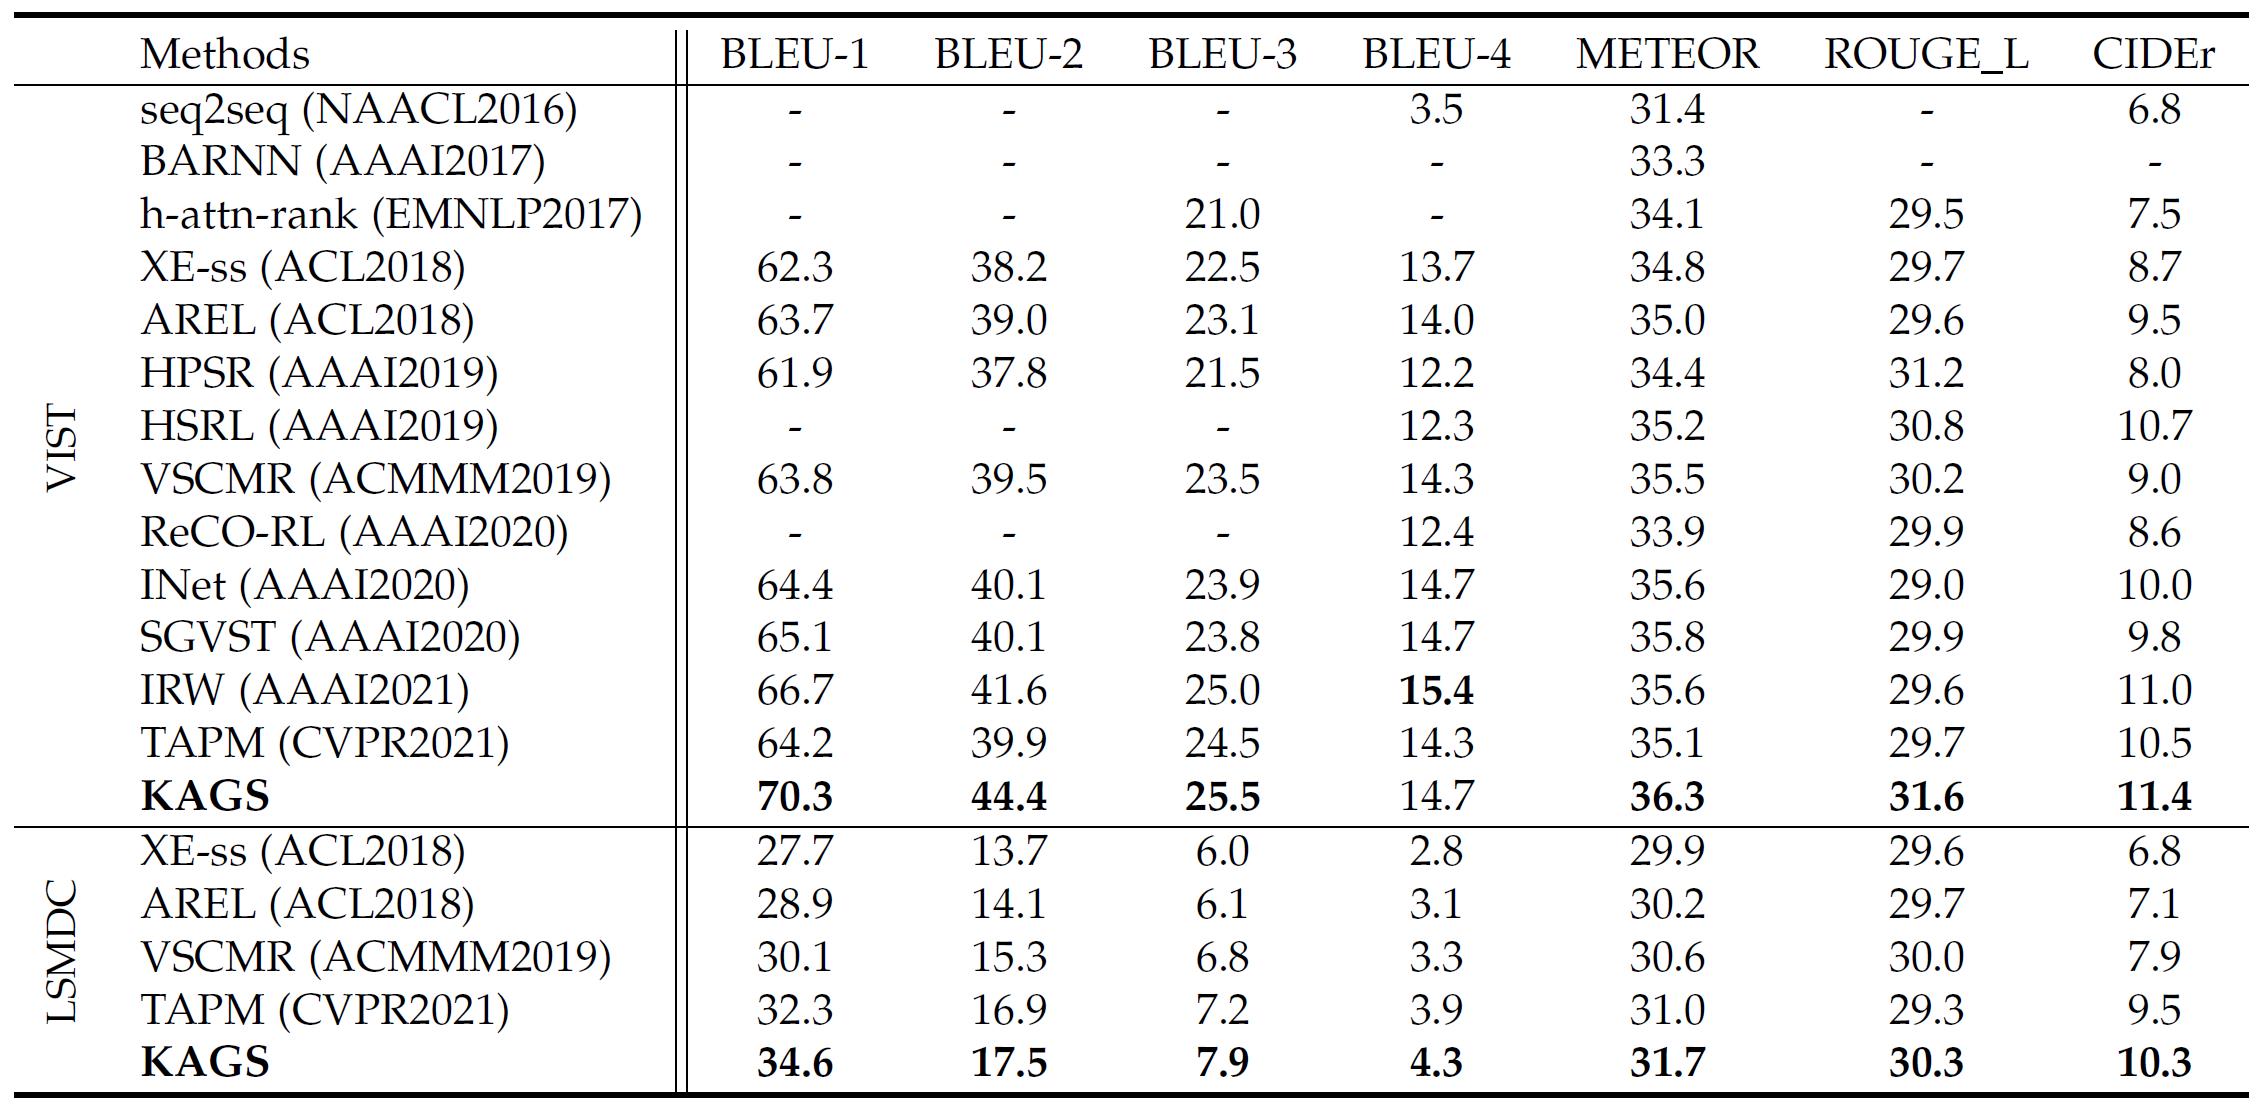 Methods BLEU-1 BLEU-2 BLEU-3 BLEU-4 METEOR ROUGE_L CIDEr
VIST
seq2seq (NAACL2016) - - - 3.5 31.4 - 6.8
BARNN (AAAI2017) - - - - 33.3 - -
h-attn-rank (EMNLP2017) - - 21.0 - 34.1 29.5 7.5
XE-ss (ACL2018) 62.3 38.2 22.5 13.7 34.8 29.7 8.7
AREL (ACL2018) 63.7 39.0 23.1 14.0 35.0 29.6 9.5
HPSR (AAAI2019) 61.9 37.8 21.5 12.2 34.4 31.2 8.0
HSRL (AAAI2019) - - - 12.3 35.2 30.8 10.7
VSCMR (ACMMM2019) 63.8 39.5 23.5 14.3 35.5 30.2 9.0
ReCO-RL (AAAI2020) - - - 12.4 33.9 29.9 8.6
INet (AAAI2020) 64.4 40.1 23.9 14.7 35.6 29.0 10.0
SGVST (AAAI2020) 65.1 40.1 23.8 14.7 35.8 29.9 9.8
IRW (AAAI2021) 66.7 41.6 25.0 15.4 35.6 29.6 11.0
TAPM (CVPR2021) 64.2 39.9 24.5 14.3 35.1 29.7 10.5
KAGS 70.3 44.4 25.5 14.7 36.3 31.6 11.4
LSMDC
XE-ss (ACL2018) 27.7 13.7 6.0 2.8 29.9 29.6 6.8
AREL (ACL2018) 28.9 14.1 6.1 3.1 30.2 29.7 7.1
VSCMR (ACMMM2019) 30.1 15.3 6.8 3.3 30.6 30.0 7.9
TAPM (CVPR2021) 32.3 16.9 7.2 3.9 31.0 29.3 9.5
KAGS 34.6 17.5 7.9 4.3 31.7 30.3 10.3